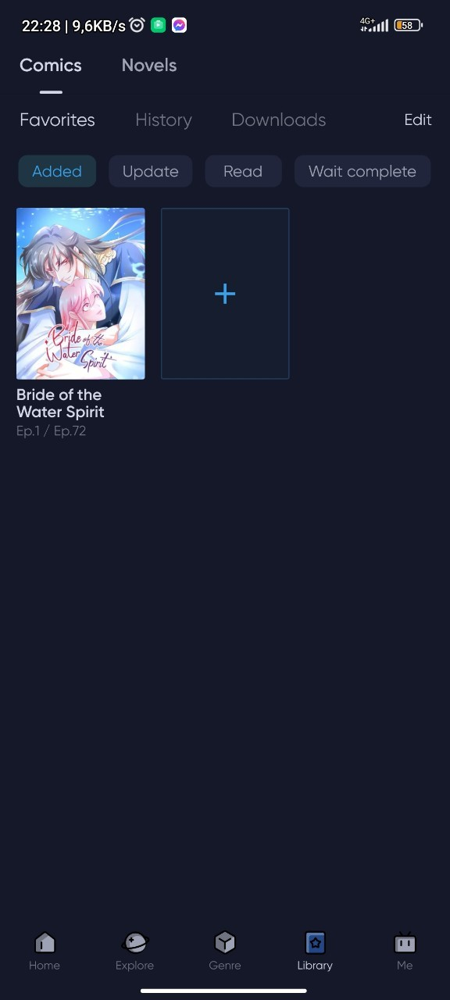 22:28 | 9,6KB/s
4G+
58
Comics Novels
Favorites History Downloads Edit
Added Update Read Wait complete
Bride of the
Water Spirit
Bride of the
Water Spirit
Ep.1 / Ep.72
Home Explore Genre Library Me